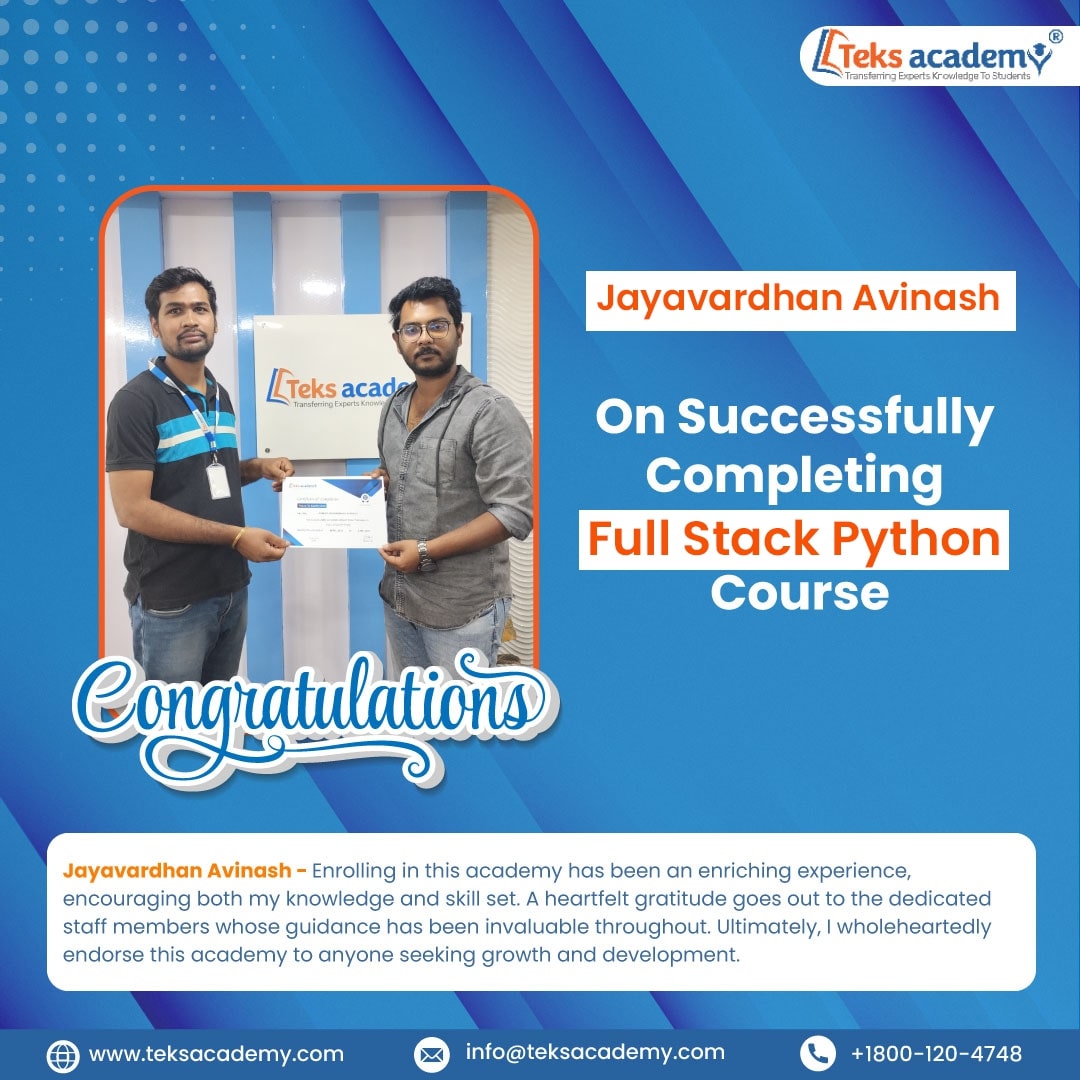 Teks academy®
Transferring Experts Knowledge To Students
Jayavardhan Avinash
On Successfully
Completing
Full Stack Python
Course
Teks acade
Transferring Experts Knowle
Congratulations
Jayavardhan Avinash - Enrolling in this academy has been an enriching experience,
encouraging both my knowledge and skill set. A heartfelt gratitude goes out to the dedicated
staff members whose guidance has been invaluable throughout. Ultimately, I wholeheartedly
endorse this academy to anyone seeking growth and development.
www.teksacademy.com
info@teksacademy.com
+1800-120-4748